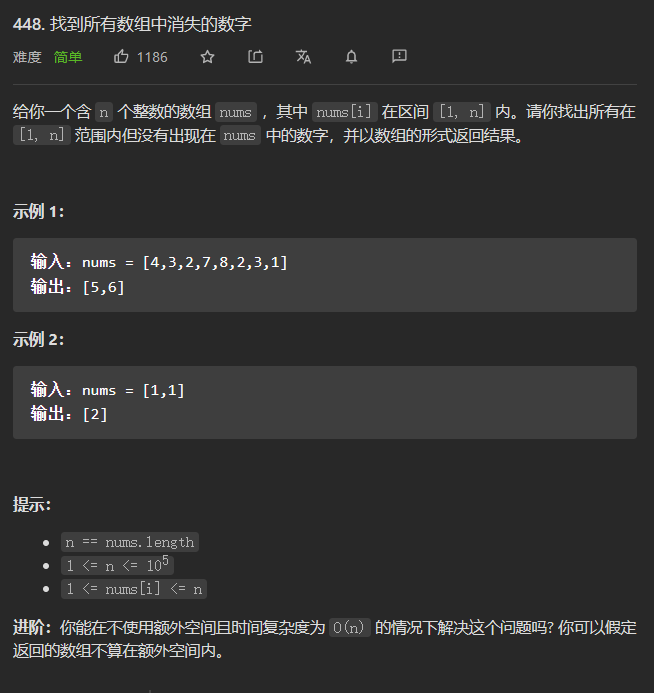 448. 找到所有数组中消失的数字
难度 简单 1186
给你一个含 n 个整数的数组 nums ，其中 nums[i] 在区间 [1, n] 内。请你找出所有在
[1, n] 范围内但没有出现在 nums 中的数字，并以数组的形式返回结果。
示例 1：
输入：nums = [4,3,2,7,8,2,3,1]
输出：[5,6]
示例 2：
输入：nums = [1,1]
输出：[2]
提示：
n == nums.length
1 <= n <= 10⁵
1 <= nums[i] <= n
进阶：你能在不使用额外空间且时间复杂度为 O(n) 的情况下解决这个问题吗? 你可以假定
返回的数组不算在额外空间内。